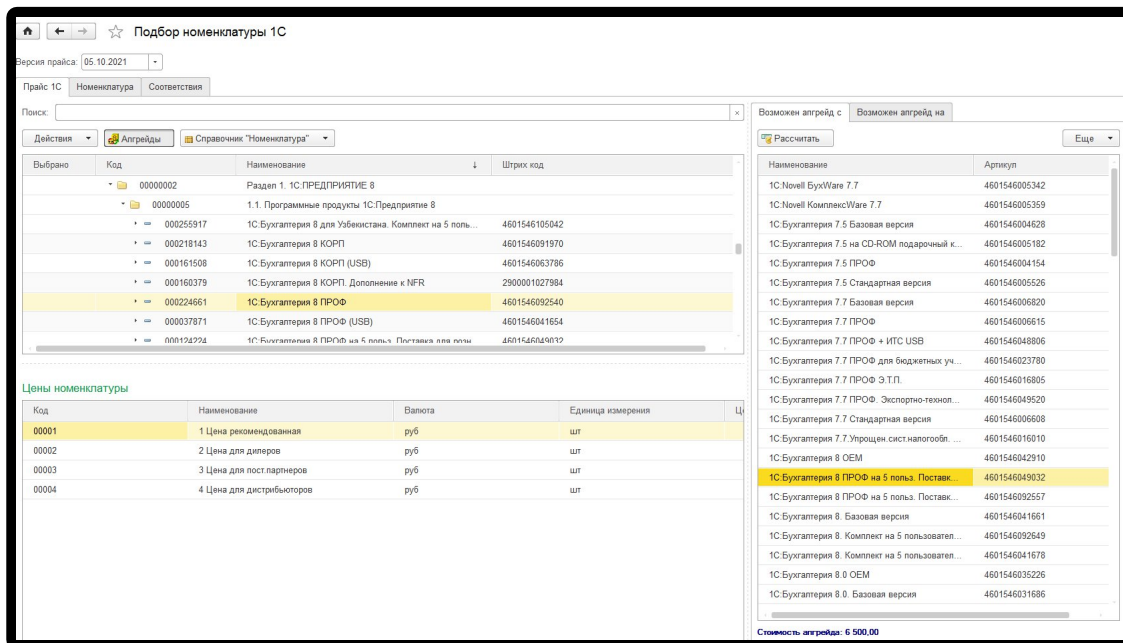 Подбор номенклатуры 1С
Версия прайса: 05.10.2021
Прайс 1С Номенклатура Соответствия
Поиск:
Действия Апгрейды Справочник "Номенклатура"
Выбрано Код Наименование ↓ Штрих код
00000002 Раздел 1. 1С:ПРЕДПРИЯТИЕ 8
00000005 1.1. Программные продукты 1С:Предприятие 8
000255917 1С:Бухгалтерия 8 для Узбекистана. Комплект на 5 поль... 4601546105042
000218143 1С:Бухгалтерия 8 КОРП 4601546091970
000161508 1С:Бухгалтерия 8 КОРП (USB) 4601546063786
000160379 1С:Бухгалтерия 8 КОРП. Дополнение к NFR 2900001027984
000224661 1С:Бухгалтерия 8 ПРОФ 4601546092540
000037871 1С:Бухгалтерия 8 ПРОФ (USB) 4601546041654
000124224 1С:Бухгалтерия 8 ПРОФ на 5 польз. Поставка для розн 4601546049032
Цены номенклатуры
Код Наименование Валюта Единица измерения Це
00001 1 Цена рекомендованная руб шт
00002 2 Цена для дилеров руб шт
00003 3 Цена для пост.партнеров руб шт
00004 4 Цена для дистрибьюторов руб шт
Возможен апгрейд с Возможен апгрейд на
Рассчитать Еще
Наименование Артикул
1С:Novell БухWare 7.7 4601546005342
1С:Novell КомплексWare 7.7 4601546005359
1С:Бухгалтерия 7.5 Базовая версия 4601546004628
1С:Бухгалтерия 7.5 на CD-ROM подарочный к... 4601546005182
1С:Бухгалтерия 7.5 ПРОФ 4601546004154
1С:Бухгалтерия 7.5 Стандартная версия 4601546005526
1С:Бухгалтерия 7.7 Базовая версия 4601546006820
1С:Бухгалтерия 7.7 ПРОФ 4601546006615
1С:Бухгалтерия 7.7 ПРОФ + ИТС USB 4601546048806
1С:Бухгалтерия 7.7 ПРОФ для бюджетных уч... 4601546023780
1С:Бухгалтерия 7.7 ПРОФ Э.Т.П. 4601546016805
1С:Бухгалтерия 7.7 ПРОФ. Экспортно-технол... 4601546049520
1С:Бухгалтерия 7.7 Стандартная версия 4601546006608
1С:Бухгалтерия 7.7.Упрощен.сист.налогообл. ... 4601546016010
1С:Бухгалтерия 8 OEM 4601546042910
1С:Бухгалтерия 8 ПРОФ на 5 польз. Поставк... 4601546049032
1С:Бухгалтерия 8 ПРОФ на 5 польз. Поставк... 4601546092557
1С:Бухгалтерия 8. Базовая версия 4601546041661
1С:Бухгалтерия 8. Комплект на 5 пользовател... 4601546092649
1С:Бухгалтерия 8. Комплект на 5 пользовател... 4601546041678
1С:Бухгалтерия 8.0 OEM 4601546035226
1С:Бухгалтерия 8.0. Базовая версия 4601546031686
Стоимость апгрейда: 6 500,00